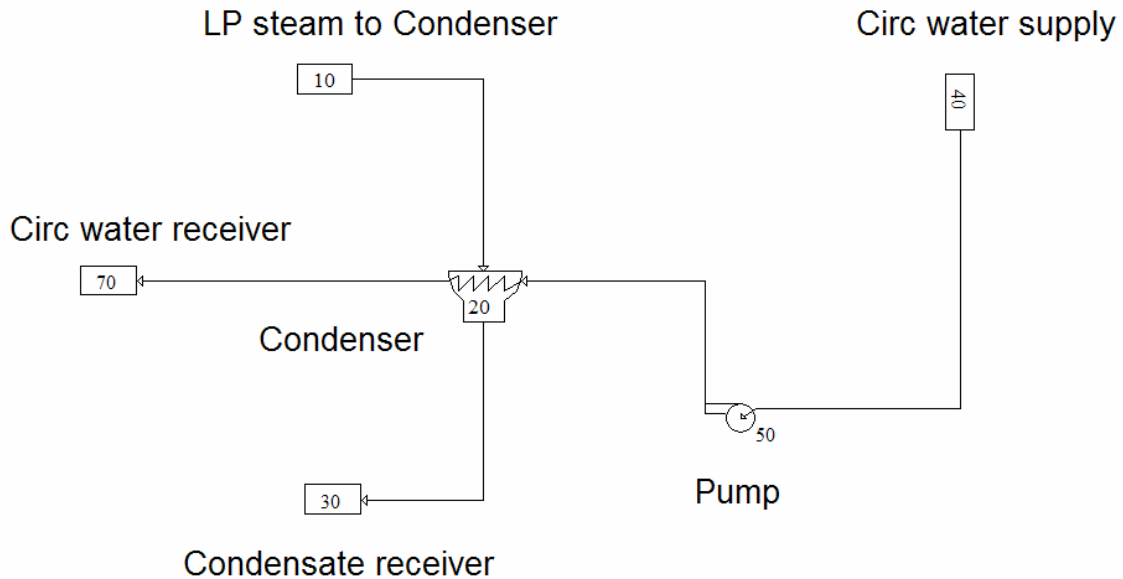 LP steam to Condenser
Circ water supply
10
40
Circ water receiver
70
20
Condenser
50
Pump
30
Condensate receiver